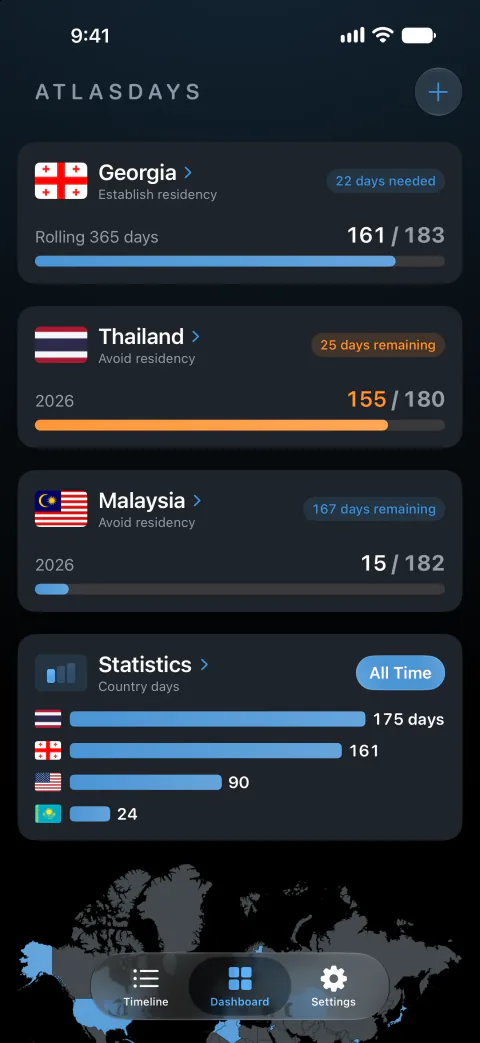 9:41
ATLASDAYS
Georgia
Establish residency
22 days needed
Rolling 365 days
161 / 183
Thailand
Avoid residency
25 days remaining
2026
155 / 180
Malaysia
Avoid residency
167 days remaining
2026
15 / 182
Statistics
Country days
All Time
175 days
161
90
24
Timeline
Dashboard
Settings